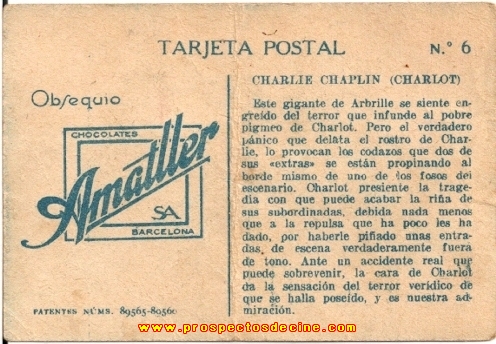 TARJETA POSTAL
N.° 6
Obsequio
CHOCOLATES
Amatller
SA
BARCELONA
PATENTES NÚMS. 89565-89560
CHARLIE CHAPLIN (CHARLOT)
Este gigante de Arbrille se siente en-
greído del terror que infunde al pobre
pigmeo de Charlot. Pero el verdadero
pánico que delata el rostro de Char-
lie, lo provocan los codazos que dos de
sus «extras» se están propinando al
borde mismo de uno de los fosos del
escenario. Charlot presiente la trage-
dia con que puede acabar la riña de
sus subordinadas, debida nada menos
que a la repulsa que ha poco les ha
dado, por haberle piñado unas entra-
das, de escena verdaderamente fuera
de tono. Ante un accidente real que
puede sobrevenir, la cara de Charlot
da la sensación del terror verídico de
que se halla poseído, y es nuestra ad-
miración.
www.prospectosdecine.com